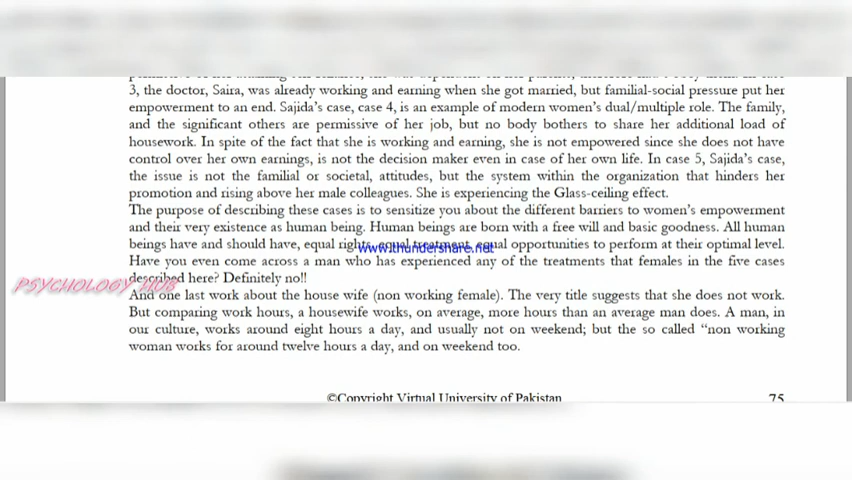 3, the doctor, Saira, was already working and earning when she got married, but familial-social pressure put her
empowerment to an end. Sajida's case, case 4, is an example of modern women's dual/multiple role. The family,
and the significant others are permissive of her job, but no body bothers to share her additional load of
housework. In spite of the fact that she is working and earning, she is not empowered since she does not have
control over her own earnings, is not the decision maker even in case of her own life. In case 5, Sajida's case,
the issue is not the familial or societal, attitudes, but the system within the organization that hinders her
promotion and rising above her male colleagues. She is experiencing the Glass-ceiling effect.
The purpose of describing these cases is to sensitize you about the different barriers to women's empowerment
and their very existence as human being. Human beings are born with a free will and basic goodness. All human
beings have and should have, equal rights, equal treatment, equal opportunities to perform at their optimal level.
www.thundershare.net
Have you even come across a man who has experienced any of the treatments that females in the five cases
described here? Definitely no!!
PSYCHOLOGY HUB
And one last work about the house wife (non working female). The very title suggests that she does not work.
But comparing work hours, a housewife works, on average, more hours than an average man does. A man, in
our culture, works around eight hours a day, and usually not on weekend; but the so called “non working
woman works for around twelve hours a day, and on weekend too.
©Copyright Virtual University of Pakistan 75